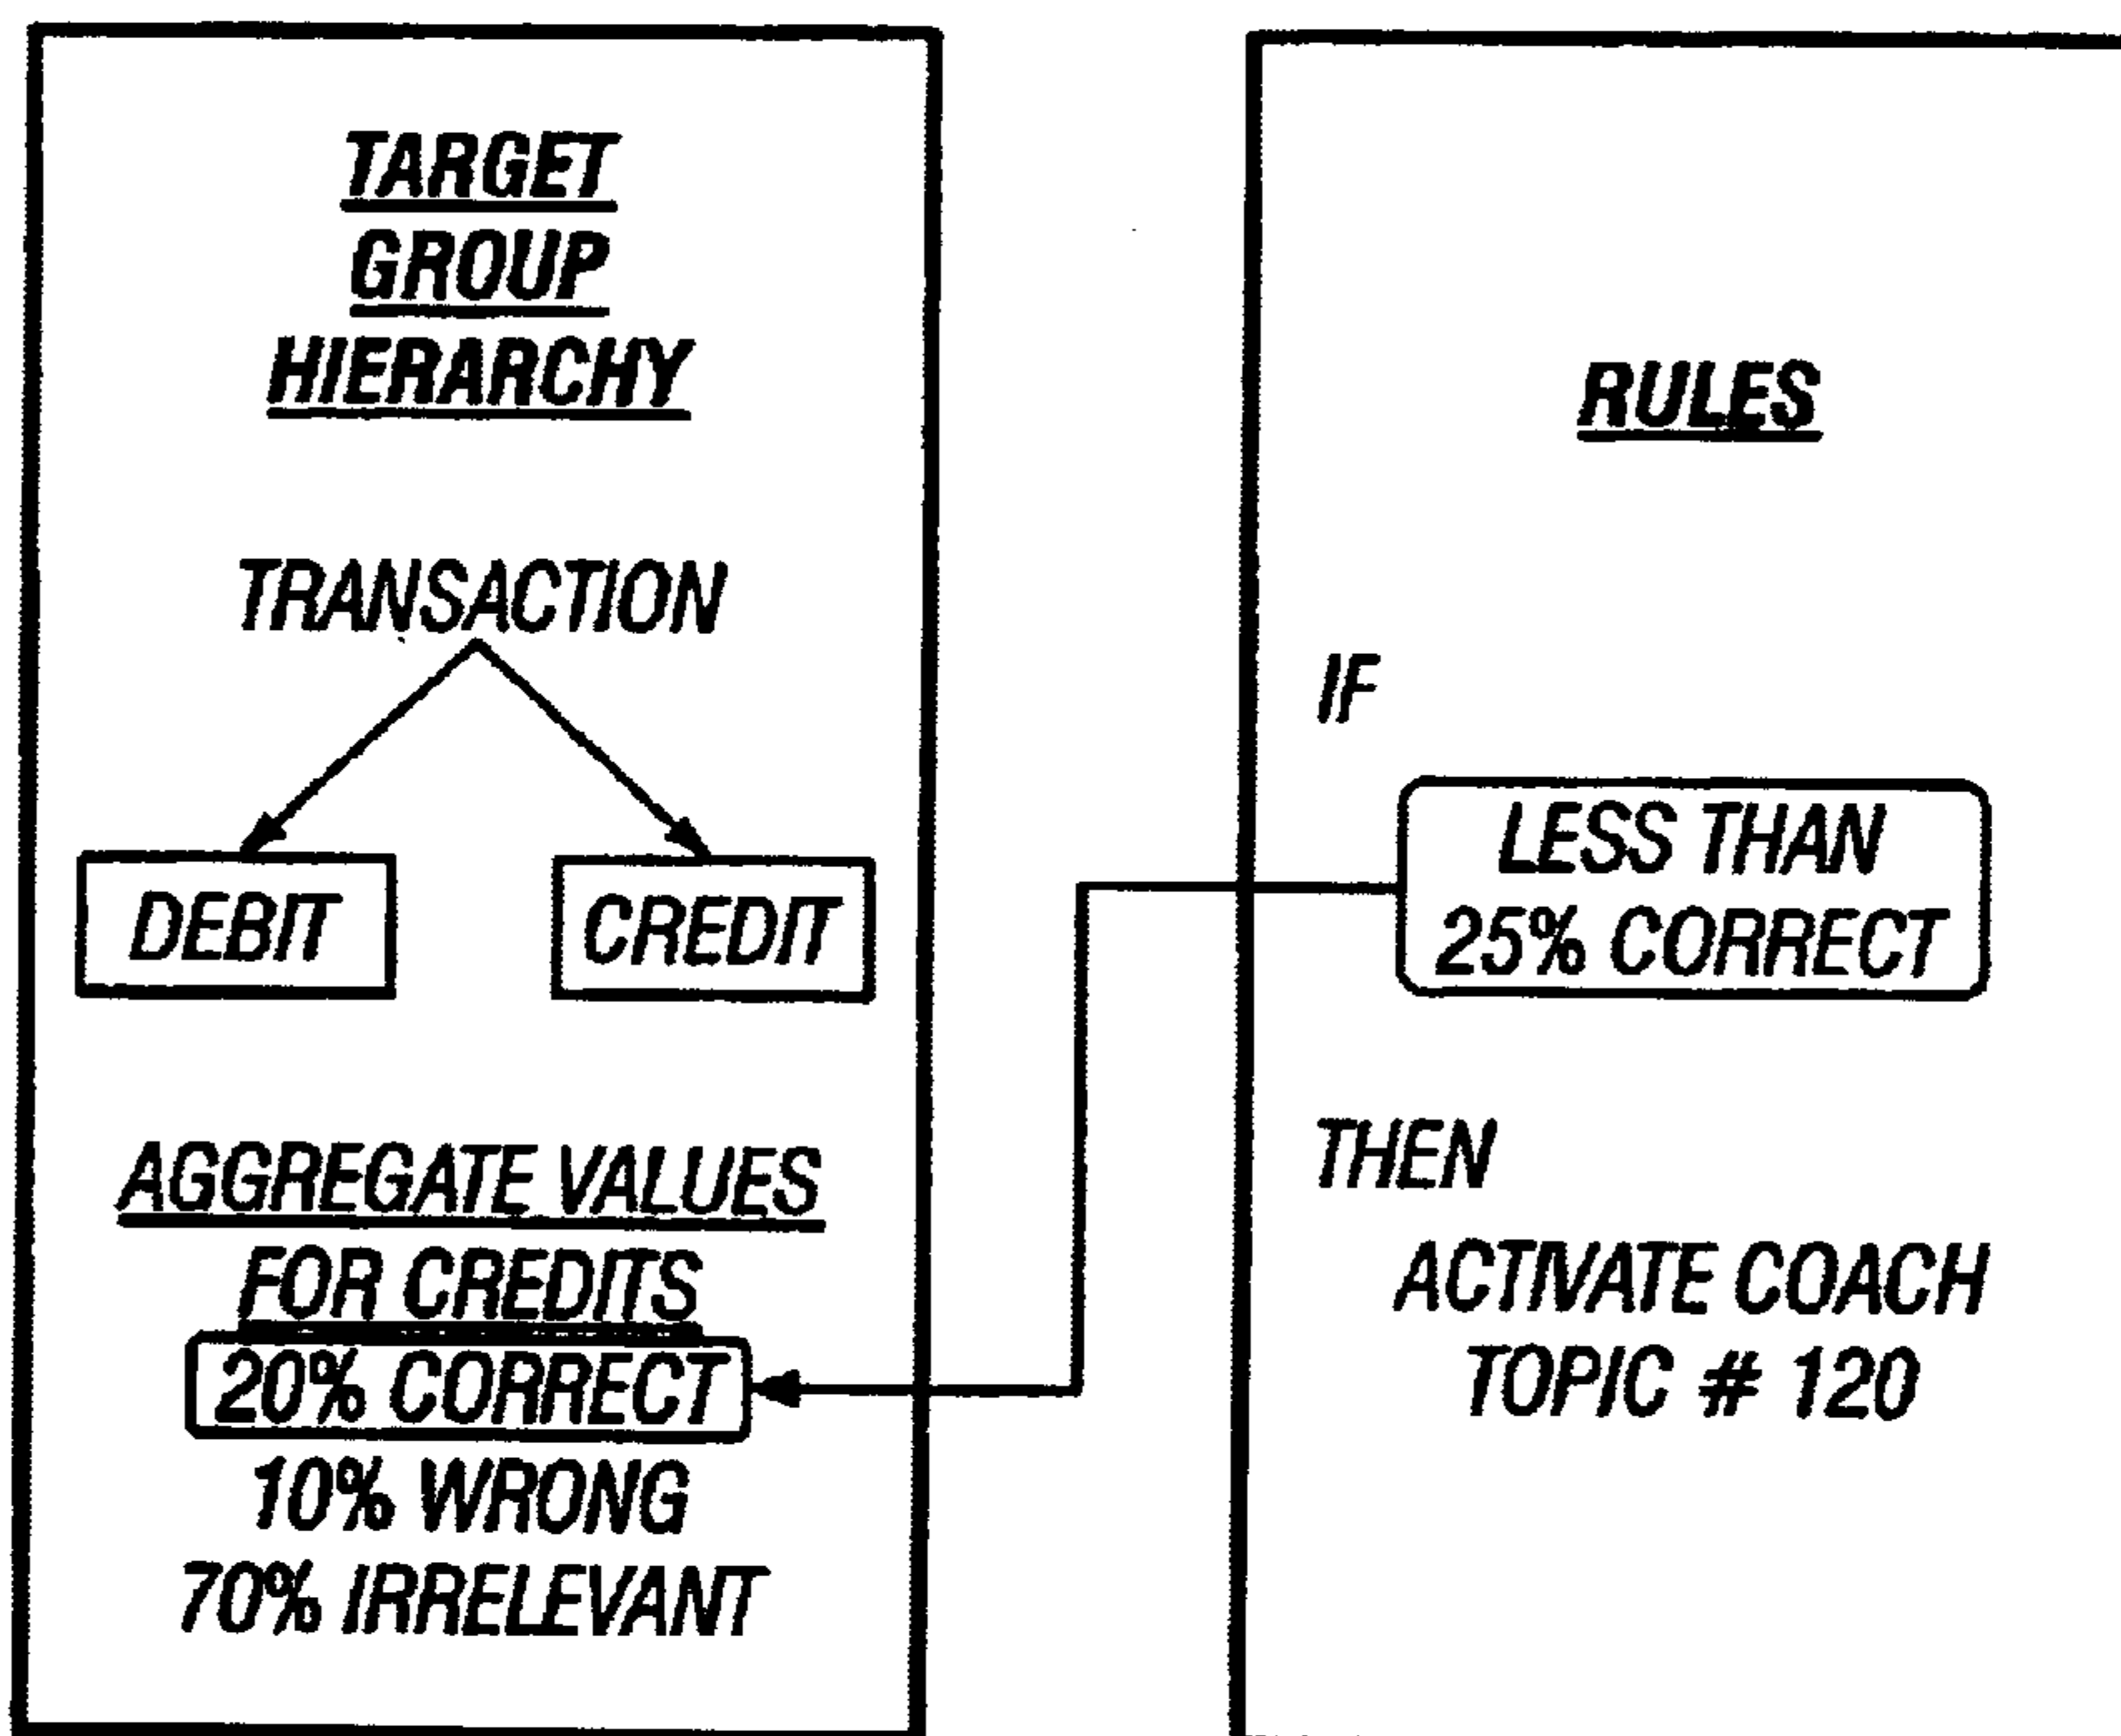 TARGET
GROUP
HIERARCHY
TRANSACTION
DEBIT
CREDIT
AGGREGATE VALUES
FOR CREDITS
20% CORRECT
10% WRONG
70% IRRELEVANT
RULES
IF
LESS THAN
25% CORRECT
THEN
ACTIVATE COACH
TOPIC # 120